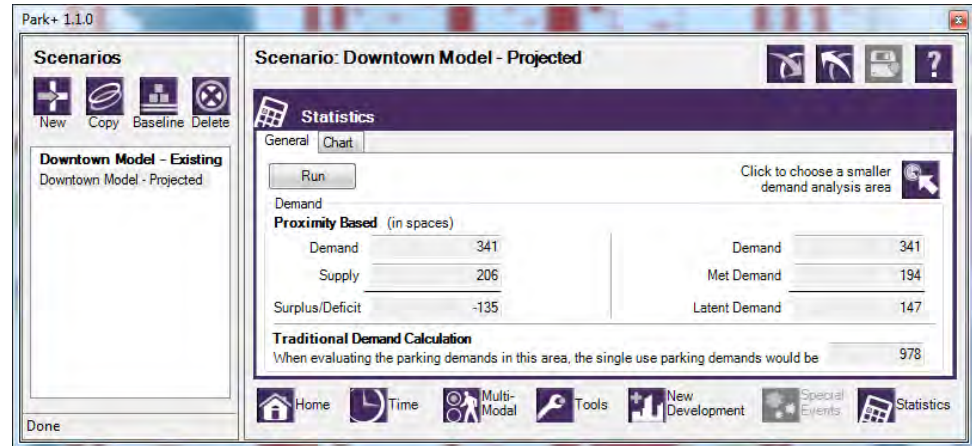 Park+ 1.1.0
Scenarios
New Copy Baseline Delete
Downtown Model - Existing
Downtown Model - Projected
Done
Scenario: Downtown Model - Projected
?
Statistics
General Chart
Run
Click to choose a smaller
demand analysis area
Demand
Proximity Based (in spaces)
Demand 341 Demand 341
Supply 206 Met Demand 194
Surplus/Deficit -135 Latent Demand 147
Traditional Demand Calculation
When evaluating the parking demands in this area, the single use parking demands would be 978
Home Time Multi-
Modal Tools New
Development Special
Events Statistics